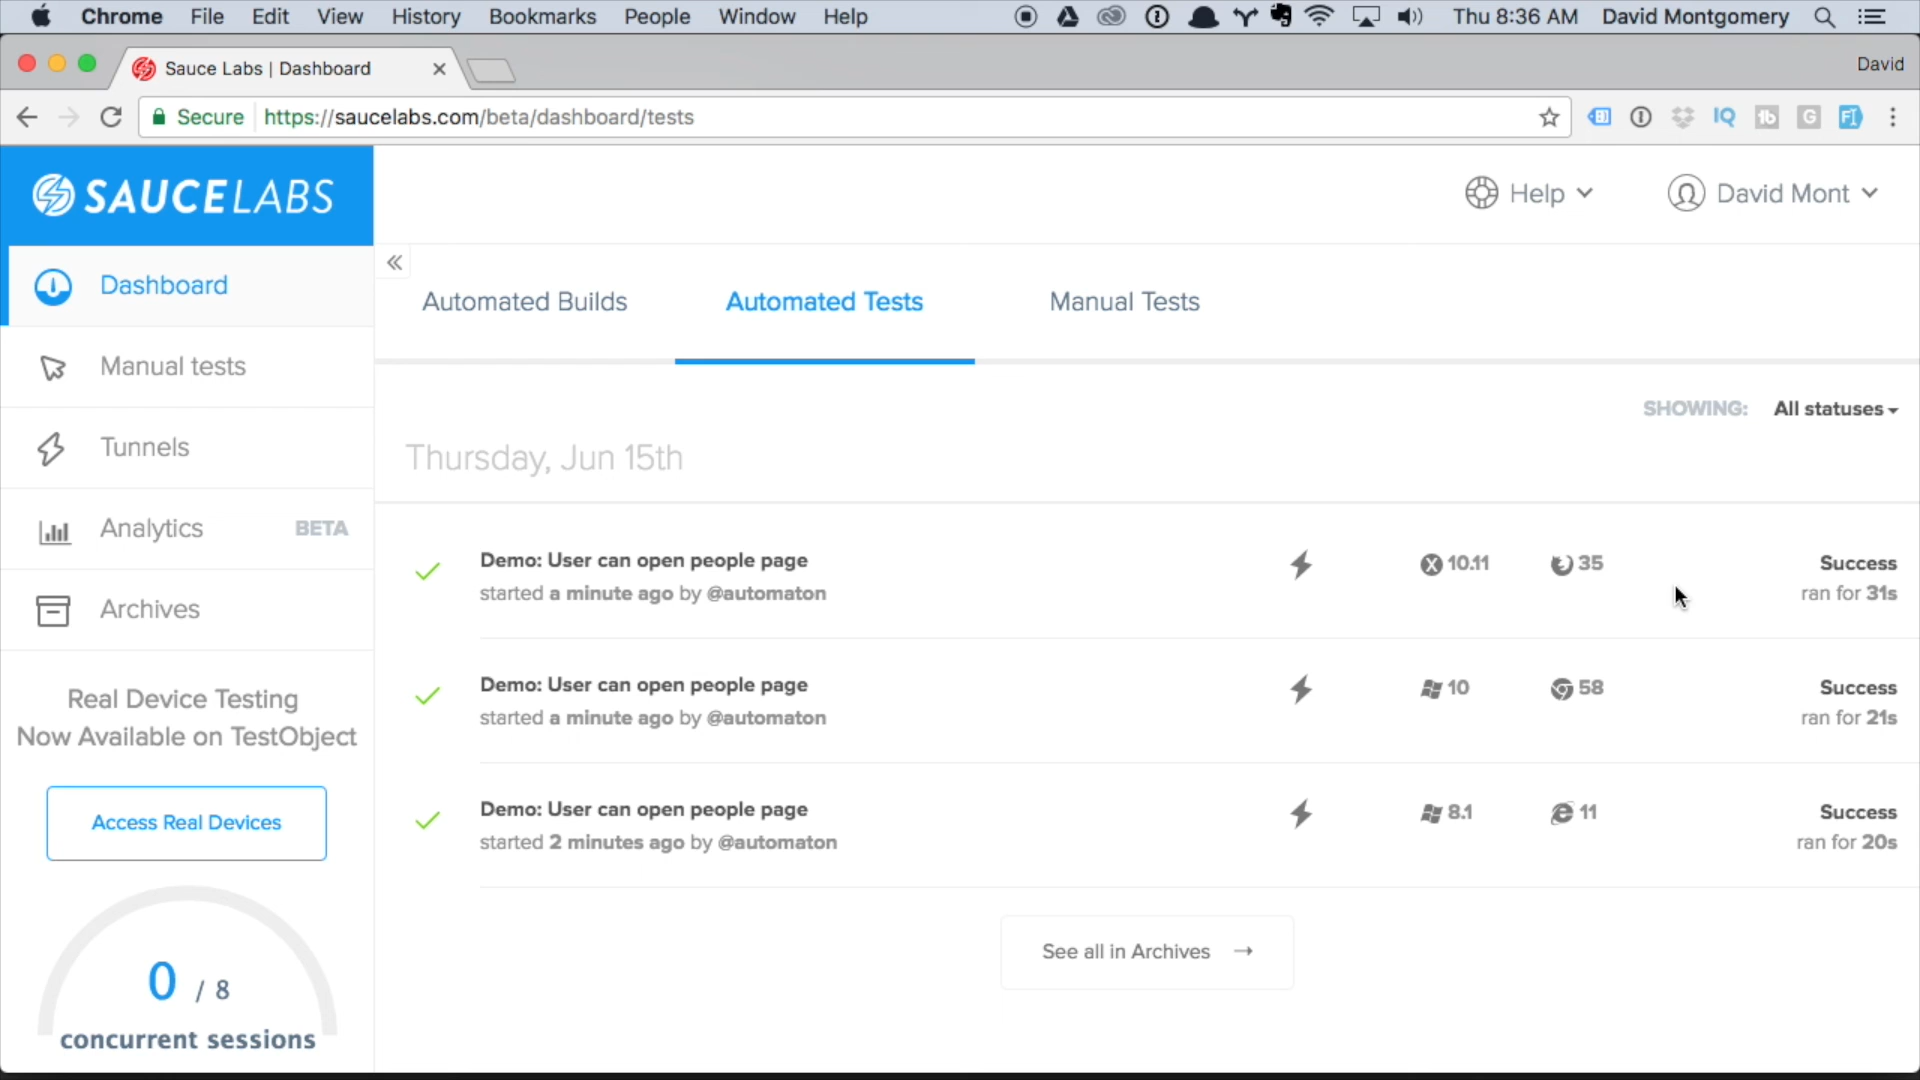 Chrome File Edit View History Bookmarks People Window Help Thu 8:36 AM David Montgomery
Sauce Labs | Dashboard David
Secure https://saucelabs.com/beta/dashboard/tests
SAUCELABS
Help David Mont
Dashboard
Automated Builds Automated Tests Manual Tests
Manual tests
SHOWING: All statuses
Tunnels
Thursday, Jun 15th
Analytics BETA
Demo: User can open people page 10.11 35 Success
started a minute ago by @automaton ran for 31s
Archives
Demo: User can open people page 10 58 Success
started a minute ago by @automaton ran for 21s
Real Device Testing
Now Available on TestObject
Access Real Devices
Demo: User can open people page 8.1 11 Success
started 2 minutes ago by @automaton ran for 20s
See all in Archives →
0 / 8
concurrent sessions